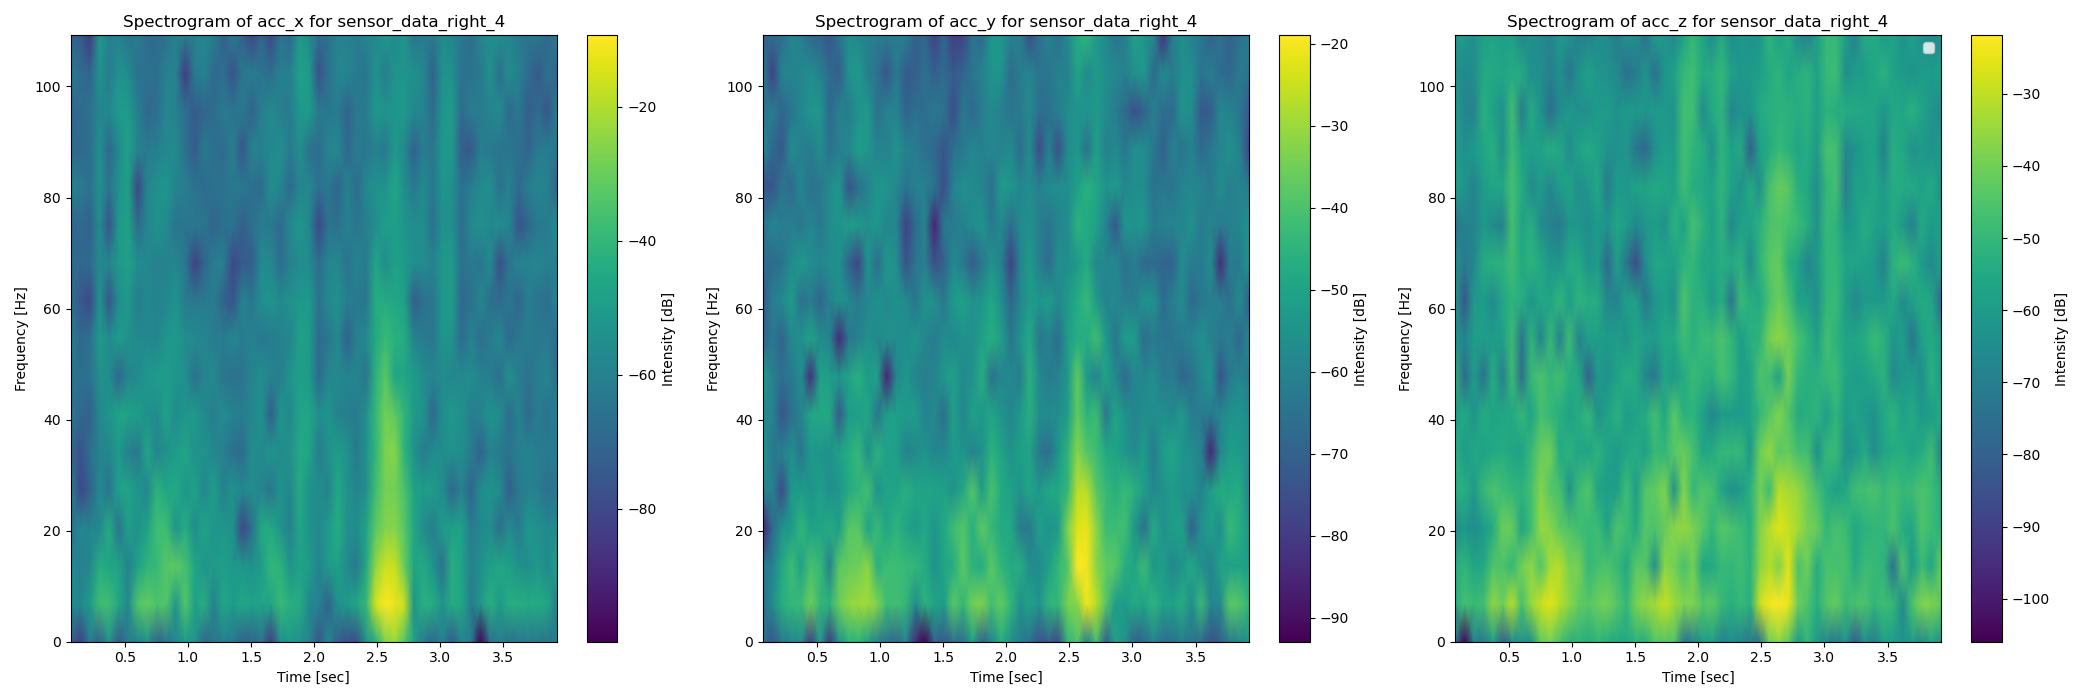 Spectrogram of acc_x for sensor_data_right_4
Frequency [Hz]
100
80
60
40
20
0
0.5 1.0 1.5 2.0 2.5 3.0 3.5
Time [sec]
−20
−40
−60
−80
Intensity [dB]
Spectrogram of acc_y for sensor_data_right_4
Frequency [Hz]
100
80
60
40
20
0
0.5 1.0 1.5 2.0 2.5 3.0 3.5
Time [sec]
−20
−30
−40
−50
−60
−70
−80
−90
Intensity [dB]
Spectrogram of acc_z for sensor_data_right_4
Frequency [Hz]
100
80
60
40
20
0
0.5 1.0 1.5 2.0 2.5 3.0 3.5
Time [sec]
−30
−40
−50
−60
−70
−80
−90
−100
Intensity [dB]